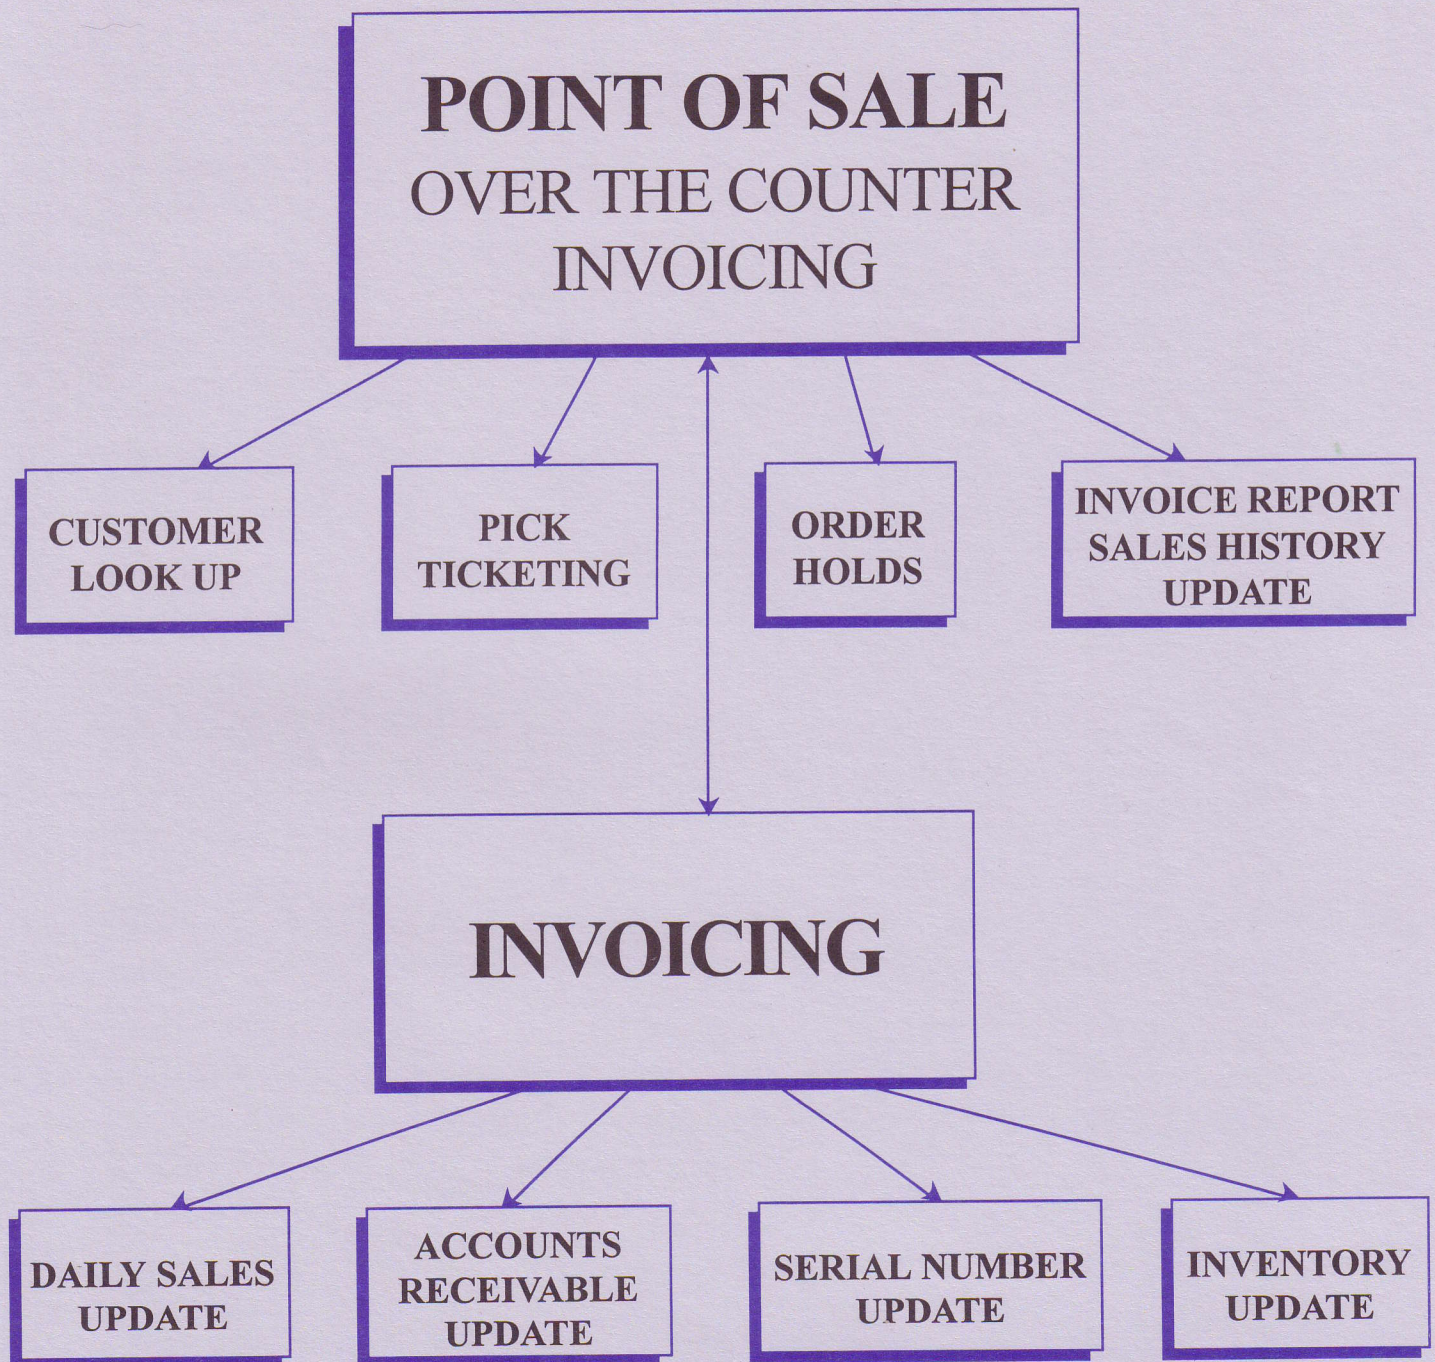 POINT OF SALE
OVER THE COUNTER
INVOICING
CUSTOMER
LOOK UP
PICK
TICKETING
ORDER
HOLDS
INVOICE REPORT
SALES HISTORY
UPDATE
INVOICING
DAILY SALES
UPDATE
ACCOUNTS
RECEIVABLE
UPDATE
SERIAL NUMBER
UPDATE
INVENTORY
UPDATE